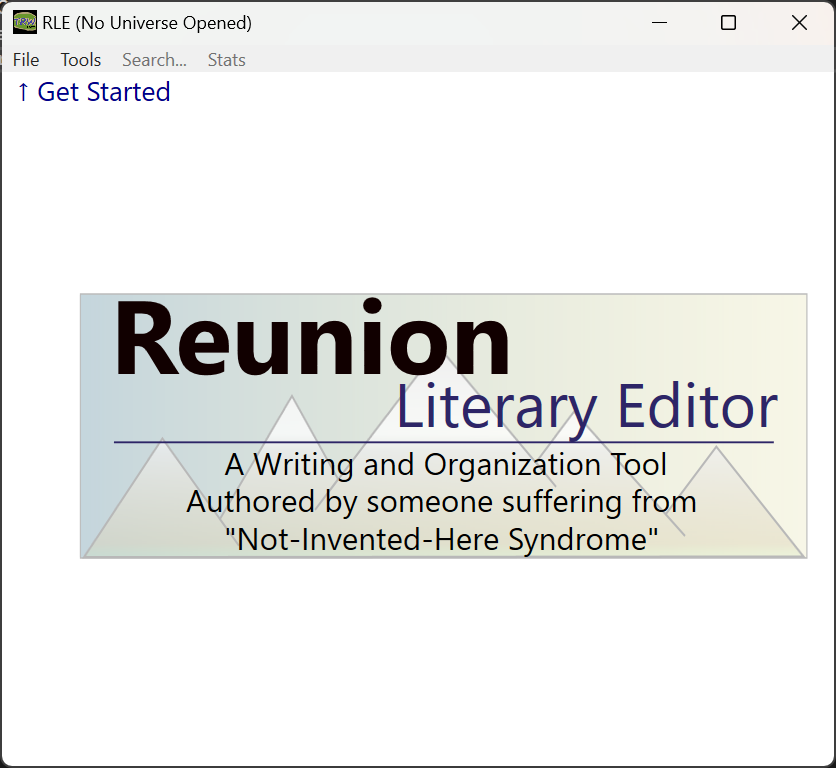 RLE (No Universe Opened)
File Tools Search... Stats
↑ Get Started
Reunion
Literary Editor
A Writing and Organization Tool
Authored by someone suffering from
"Not-Invented-Here Syndrome"